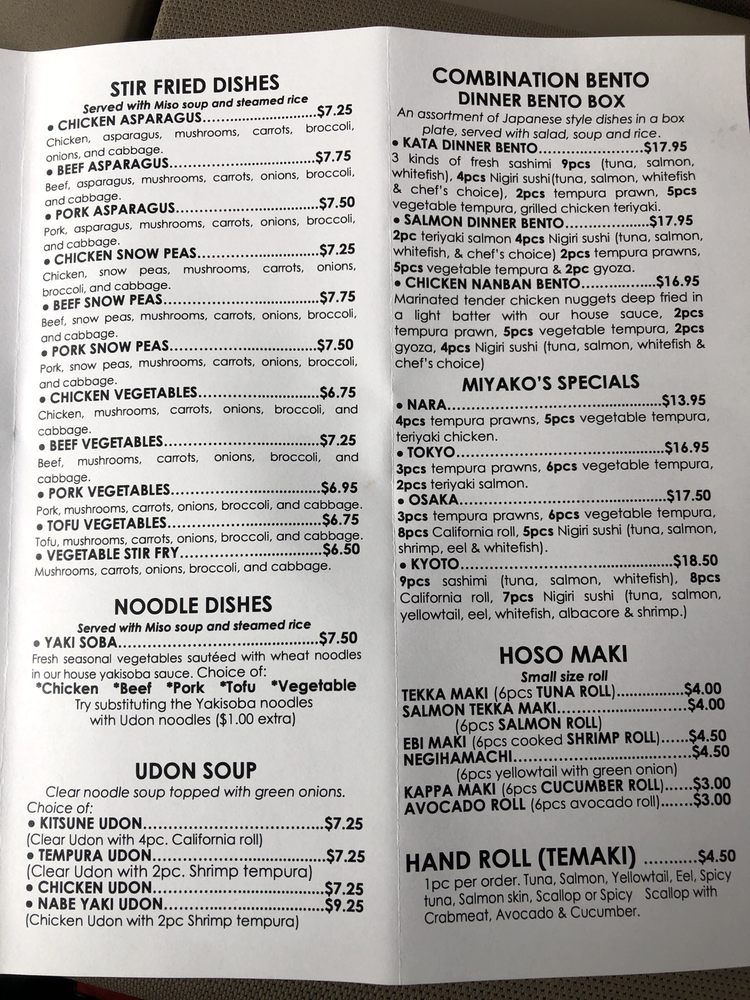 STIR FRIED DISHES
Served with Miso soup and steamed rice
• CHICKEN ASPARAGUS.........................$7.25
Chicken, asparagus, mushrooms, carrots, broccoli,
onions, and cabbage.
• BEEF ASPARAGUS................................$7.75
Beef, asparagus, mushrooms, carrots, onions, broccoli,
and cabbage.
• PORK ASPARAGUS...............................$7.50
Pork, asparagus, mushrooms, carrots, onions, broccoli,
and cabbage.
• CHICKEN SNOW PEAS..........................$7.25
Chicken, snow peas, mushrooms, carrots, onions,
broccoli, and cabbage.
• BEEF SNOW PEAS..................................$7.75
Beef, snow peas, mushrooms, carrots, onions, broccoli,
and cabbage.
• PORK SNOW PEAS................................$7.50
Pork, snow peas, mushrooms, carrots, onions, broccoli,
and cabbage.
• CHICKEN VEGETABLES..........................$6.75
Chicken, mushrooms, carrots, onions, broccoli, and
cabbage.
• BEEF VEGETABLES.................................$7.25
Beef, mushrooms, carrots, onions, broccoli, and
cabbage.
• PORK VEGETABLES................................$6.95
Pork, mushrooms, carrots, onions, broccoli, and cabbage.
• TOFU VEGETABLES.................................$6.75
Tofu, mushrooms, carrots, onions, broccoli, and cabbage.
• VEGETABLE STIR FRY..............................$6.50
Mushrooms, carrots, onions, broccoli, and cabbage.
NOODLE DISHES
Served with Miso soup and steamed rice
• YAKI SOBA............................................$7.50
Fresh seasonal vegetables sautéed with wheat noodles
in our house yakisoba sauce. Choice of:
*Chicken *Beef *Pork *Tofu *Vegetable
Try substituting the Yakisoba noodles
with Udon noodles ($1.00 extra)
UDON SOUP
Clear noodle soup topped with green onions.
Choice of:
• KITSUNE UDON.......................................$7.25
(Clear Udon with 4pc. California roll)
• TEMPURA UDON.....................................$7.25
(Clear Udon with 2pc. Shrimp tempura)
• CHICKEN UDON.....................................$7.25
• NABE YAKI UDON...................................$9.25
(Chicken Udon with 2pc Shrimp tempura)
COMBINATION BENTO
DINNER BENTO BOX
An assortment of Japanese style dishes in a box
plate, served with salad, soup and rice.
• KATA DINNER BENTO.......................$17.95
3 kinds of fresh sashimi 9pcs (tuna, salmon,
whitefish), 4pcs Nigiri sushi(tuna, salmon, whitefish
& chef's choice), 2pcs tempura prawn, 5pcs
vegetable tempura, grilled chicken teriyaki.
• SALMON DINNER BENTO..................$17.95
2pc teriyaki salmon 4pcs Nigiri sushi (tuna, salmon,
whitefish, & chef's choice) 2pcs tempura prawns,
5pcs vegetable tempura & 2pc gyoza.
• CHICKEN NANBAN BENTO................$16.95
Marinated tender chicken nuggets deep fried in
a light batter with our house sauce, 2pcs
tempura prawn, 5pcs vegetable tempura, 2pcs
gyoza, 4pcs Nigiri sushi (tuna, salmon, whitefish &
chef's choice)
MIYAKO'S SPECIALS
• NARA..............................................$13.95
4pcs tempura prawns, 5pcs vegetable tempura,
teriyaki chicken.
• TOKYO.............................................$16.95
3pcs tempura prawns, 6pcs vegetable tempura,
2pcs teriyaki salmon.
• OSAKA............................................$17.50
3pcs tempura prawns, 6pcs vegetable tempura,
8pcs California roll, 5pcs Nigiri sushi (tuna, salmon,
shrimp, eel & whitefish).
• KYOTO.............................................$18.50
9pcs sashimi (tuna, salmon, whitefish), 8pcs
California roll, 7pcs Nigiri sushi (tuna, salmon,
yellowtail, eel, whitefish, albacore & shrimp.)
HOSO MAKI
Small size roll
TEKKA MAKI (6pcs TUNA ROLL)................$4.00
SALMON TEKKA MAKI............................$4.00
(6pcs SALMON ROLL)
EBI MAKI (6pcs cooked SHRIMP ROLL)......$4.50
NEGIHAMACHI.....................................$4.50
(6pcs yellowtail with green onion)
KAPPA MAKI (6pcs CUCUMBER ROLL)......$3.00
AVOCADO ROLL (6pcs avocado roll).......$3.00
HAND ROLL (TEMAKI) ...........$4.50
1pc per order. Tuna, Salmon, Yellowtail, Eel, Spicy
tuna, Salmon skin, Scallop or Spicy Scallop with
Crabmeat, Avocado & Cucumber.